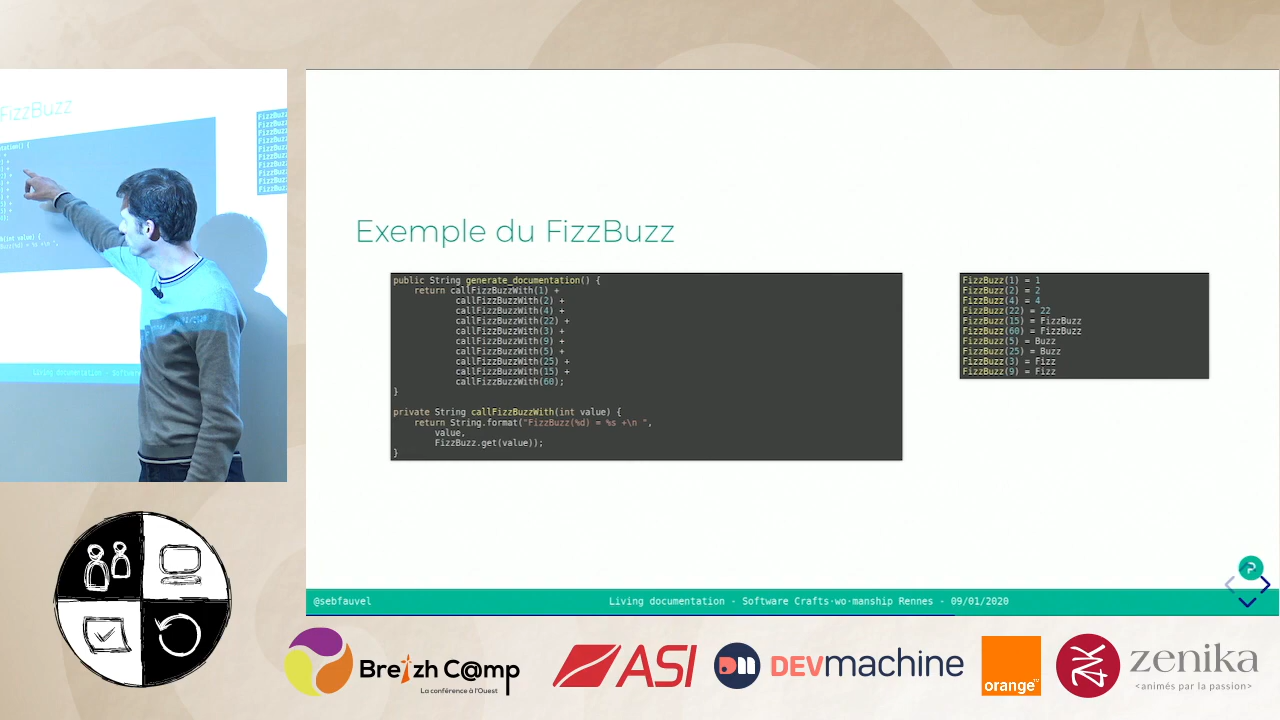 FizzBuzz
Exemple du FizzBuzz
public String generate_documentation() {
return callFizzBuzzWith(1) +
callFizzBuzzWith(2) +
callFizzBuzzWith(4) +
callFizzBuzzWith(22) +
callFizzBuzzWith(3) +
callFizzBuzzWith(9) +
callFizzBuzzWith(5) +
callFizzBuzzWith(25) +
callFizzBuzzWith(15) +
callFizzBuzzWith(60);
}
private String callFizzBuzzWith(int value) {
return String.format("FizzBuzz(%d) = %s +\n ",
value,
FizzBuzz.get(value));
}
FizzBuzz(1) = 1
FizzBuzz(2) = 2
FizzBuzz(4) = 4
FizzBuzz(22) = 22
FizzBuzz(15) = FizzBuzz
FizzBuzz(60) = FizzBuzz
FizzBuzz(5) = Buzz
FizzBuzz(25) = Buzz
FizzBuzz(3) = Fizz
FizzBuzz(9) = Fizz
@sebfauvel
Living documentation - Software Crafts·wo·manship Rennes - 09/01/2020
Breizh C@mp
La conférence à l'Ouest
ASI
DEVmachine
orange™
zenika
<animés par la passion>